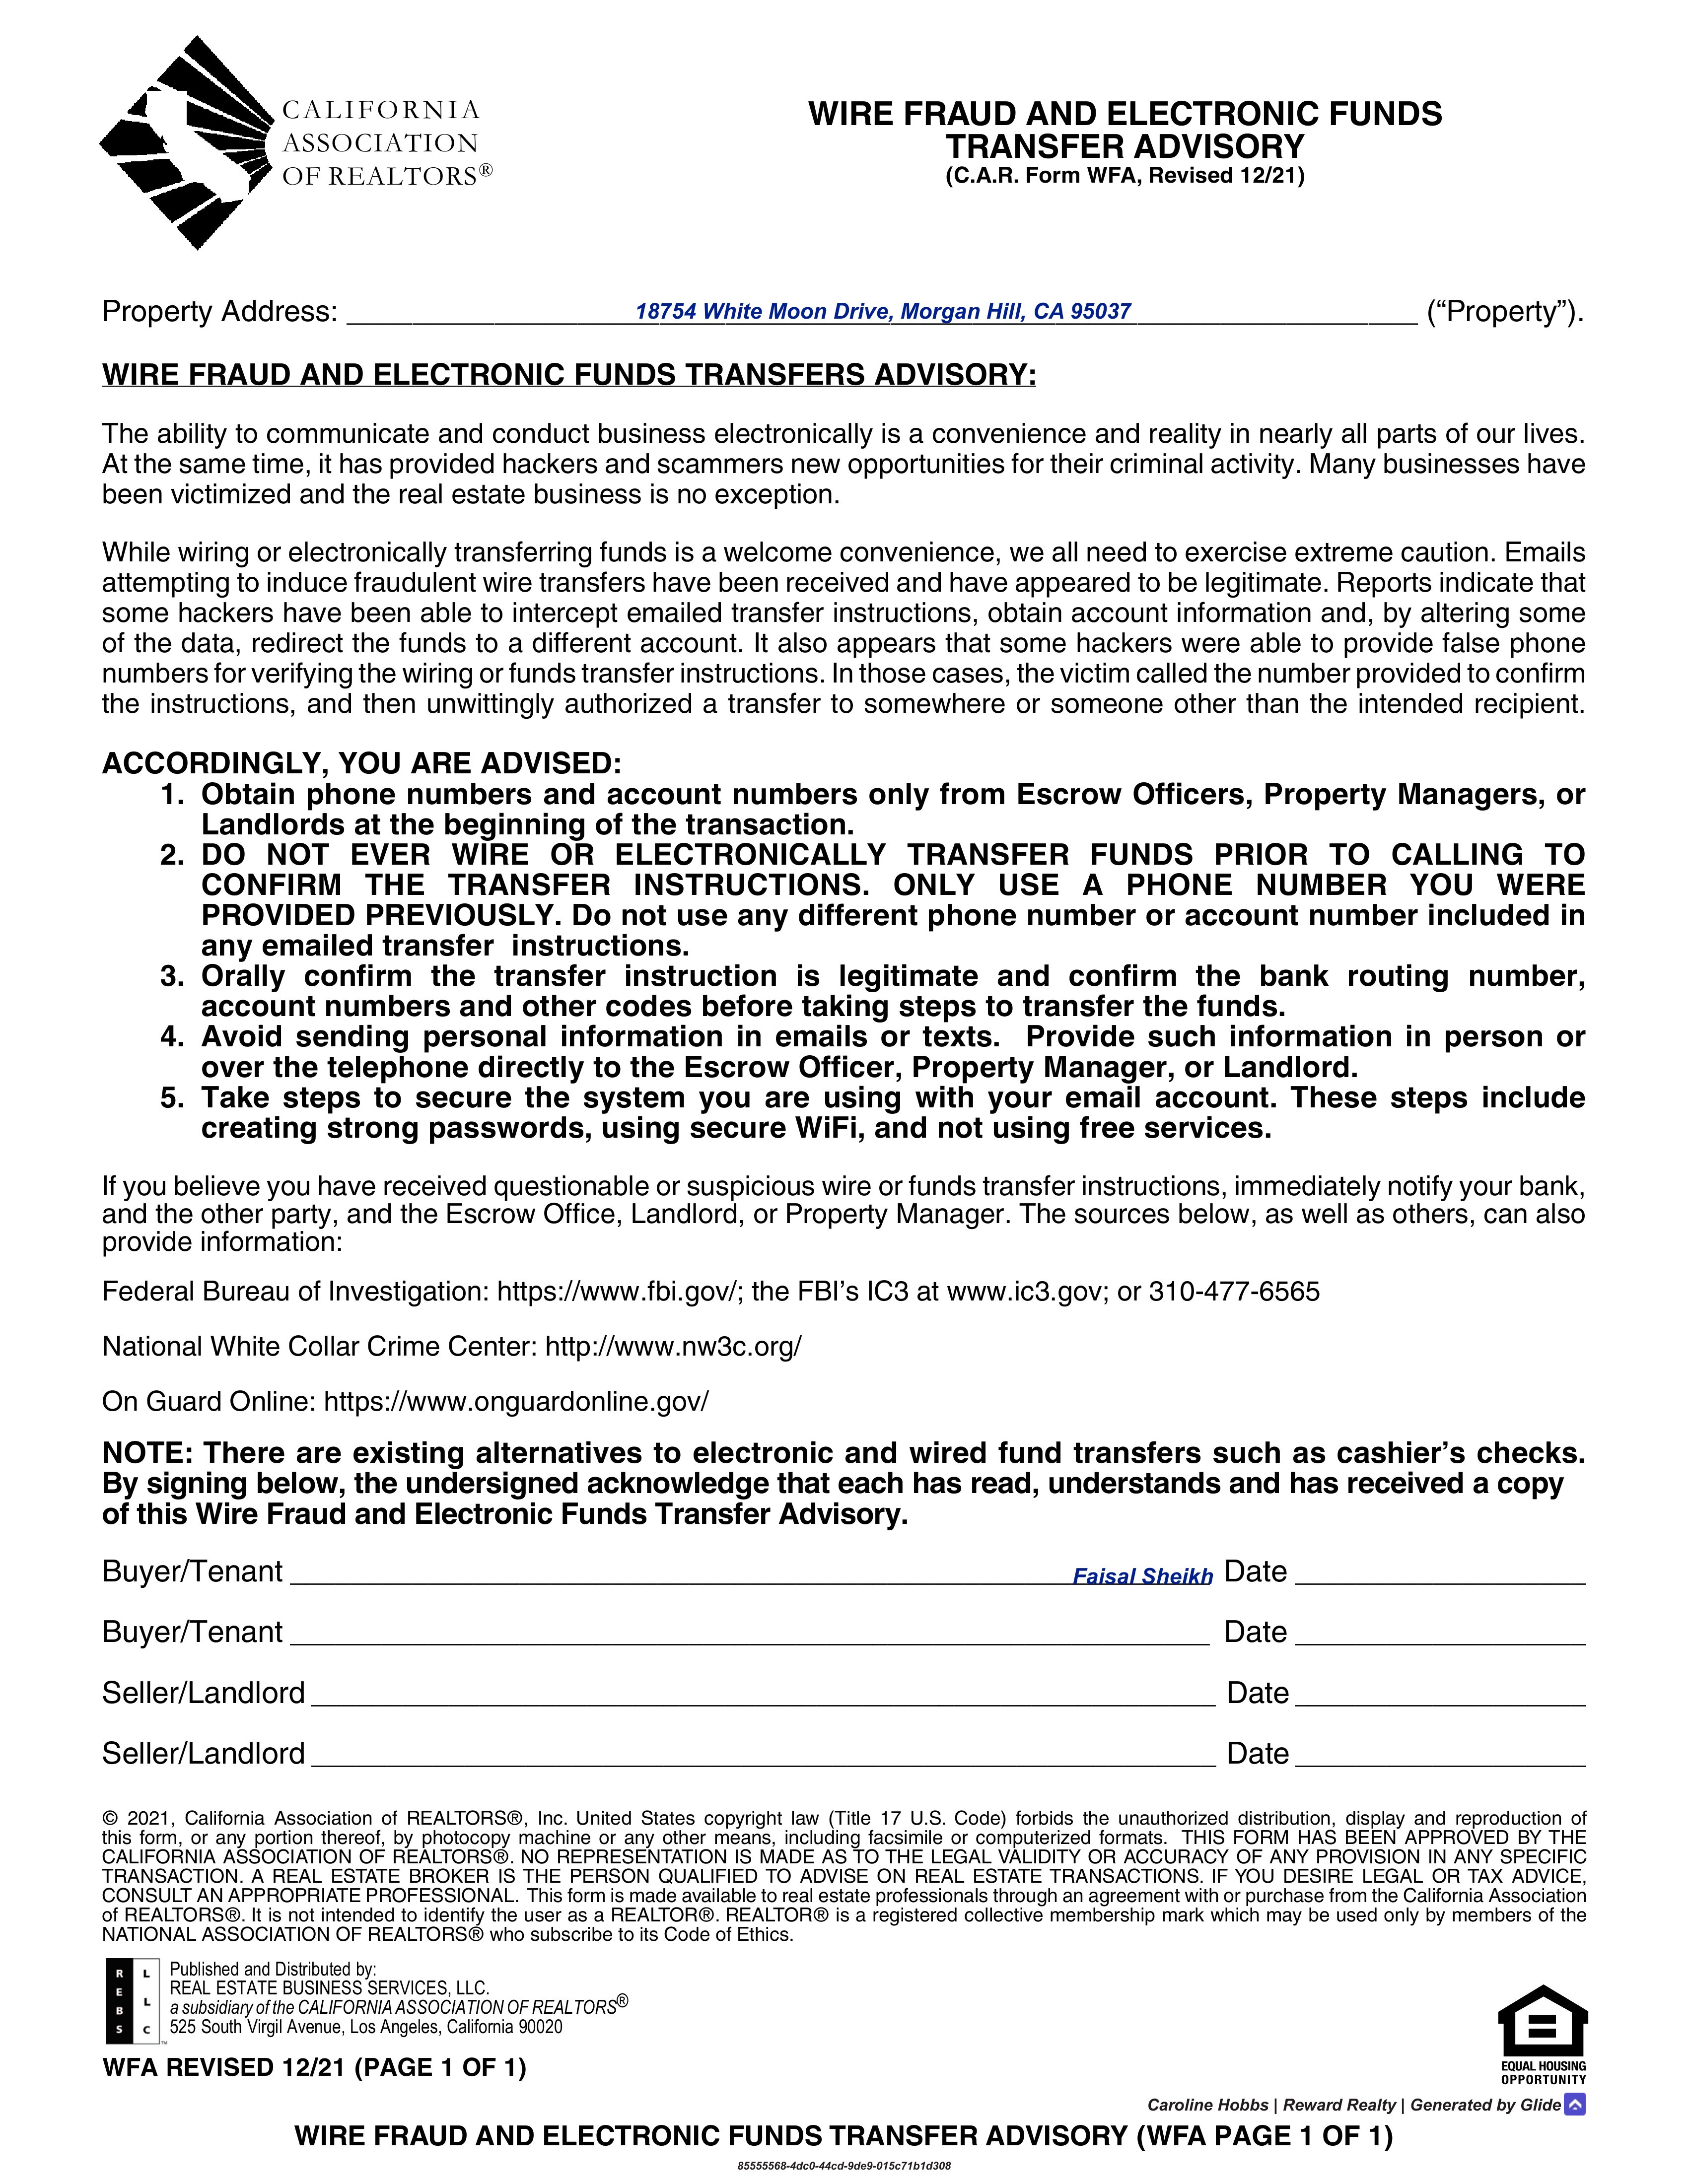 CALIFORNIA
ASSOCIATION
OF REALTORS®
WIRE FRAUD AND ELECTRONIC FUNDS
TRANSFER ADVISORY
(C.A.R. Form WFA, Revised 12/21)
Property Address: 18754 White Moon Drive, Morgan Hill, CA 95037 (“Property”).
WIRE FRAUD AND ELECTRONIC FUNDS TRANSFERS ADVISORY:
The ability to communicate and conduct business electronically is a convenience and reality in nearly all parts of our lives.
At the same time, it has provided hackers and scammers new opportunities for their criminal activity. Many businesses have
been victimized and the real estate business is no exception.
While wiring or electronically transferring funds is a welcome convenience, we all need to exercise extreme caution. Emails
attempting to induce fraudulent wire transfers have been received and have appeared to be legitimate. Reports indicate that
some hackers have been able to intercept emailed transfer instructions, obtain account information and, by altering some
of the data, redirect the funds to a different account. It also appears that some hackers were able to provide false phone
numbers for verifying the wiring or funds transfer instructions. In those cases, the victim called the number provided to confirm
the instructions, and then unwittingly authorized a transfer to somewhere or someone other than the intended recipient.
ACCORDINGLY, YOU ARE ADVISED:
1. Obtain phone numbers and account numbers only from Escrow Officers, Property Managers, or
Landlords at the beginning of the transaction.
2. DO NOT EVER WIRE OR ELECTRONICALLY TRANSFER FUNDS PRIOR TO CALLING TO
CONFIRM THE TRANSFER INSTRUCTIONS. ONLY USE A PHONE NUMBER YOU WERE
PROVIDED PREVIOUSLY. Do not use any different phone number or account number included in
any emailed transfer instructions.
3. Orally confirm the transfer instruction is legitimate and confirm the bank routing number,
account numbers and other codes before taking steps to transfer the funds.
4. Avoid sending personal information in emails or texts. Provide such information in person or
over the telephone directly to the Escrow Officer, Property Manager, or Landlord.
5. Take steps to secure the system you are using with your email account. These steps include
creating strong passwords, using secure WiFi, and not using free services.
If you believe you have received questionable or suspicious wire or funds transfer instructions, immediately notify your bank,
and the other party, and the Escrow Office, Landlord, or Property Manager. The sources below, as well as others, can also
provide information:
Federal Bureau of Investigation: https://www.fbi.gov/; the FBI’s IC3 at www.ic3.gov; or 310-477-6565
National White Collar Crime Center: http://www.nw3c.org/
On Guard Online: https://www.onguardonline.gov/
NOTE: There are existing alternatives to electronic and wired fund transfers such as cashier’s checks.
By signing below, the undersigned acknowledge that each has read, understands and has received a copy
of this Wire Fraud and Electronic Funds Transfer Advisory.
Buyer/Tenant Faisal Sheikh Date
Buyer/Tenant Date
Seller/Landlord Date
Seller/Landlord Date
© 2021, California Association of REALTORS®, Inc. United States copyright law (Title 17 U.S. Code) forbids the unauthorized distribution, display and reproduction of
this form, or any portion thereof, by photocopy machine or any other means, including facsimile or computerized formats. THIS FORM HAS BEEN APPROVED BY THE
CALIFORNIA ASSOCIATION OF REALTORS®. NO REPRESENTATION IS MADE AS TO THE LEGAL VALIDITY OR ACCURACY OF ANY PROVISION IN ANY SPECIFIC
TRANSACTION. A REAL ESTATE BROKER IS THE PERSON QUALIFIED TO ADVISE ON REAL ESTATE TRANSACTIONS. IF YOU DESIRE LEGAL OR TAX ADVICE,
CONSULT AN APPROPRIATE PROFESSIONAL. This form is made available to real estate professionals through an agreement with or purchase from the California Association
of REALTORS®. It is not intended to identify the user as a REALTOR®. REALTOR® is a registered collective membership mark which may be used only by members of the
NATIONAL ASSOCIATION OF REALTORS® who subscribe to its Code of Ethics.
R L
E
B L
S C ™
Published and Distributed by:
REAL ESTATE BUSINESS SERVICES, LLC.
a subsidiary of the CALIFORNIA ASSOCIATION OF REALTORS®
525 South Virgil Avenue, Los Angeles, California 90020
WFA REVISED 12/21 (PAGE 1 OF 1)
EQUAL HOUSING
OPPORTUNITY
Caroline Hobbs | Reward Realty | Generated by Glide
WIRE FRAUD AND ELECTRONIC FUNDS TRANSFER ADVISORY (WFA PAGE 1 OF 1)
85555568-4dc0-44cd-9de9-015c71b1d308